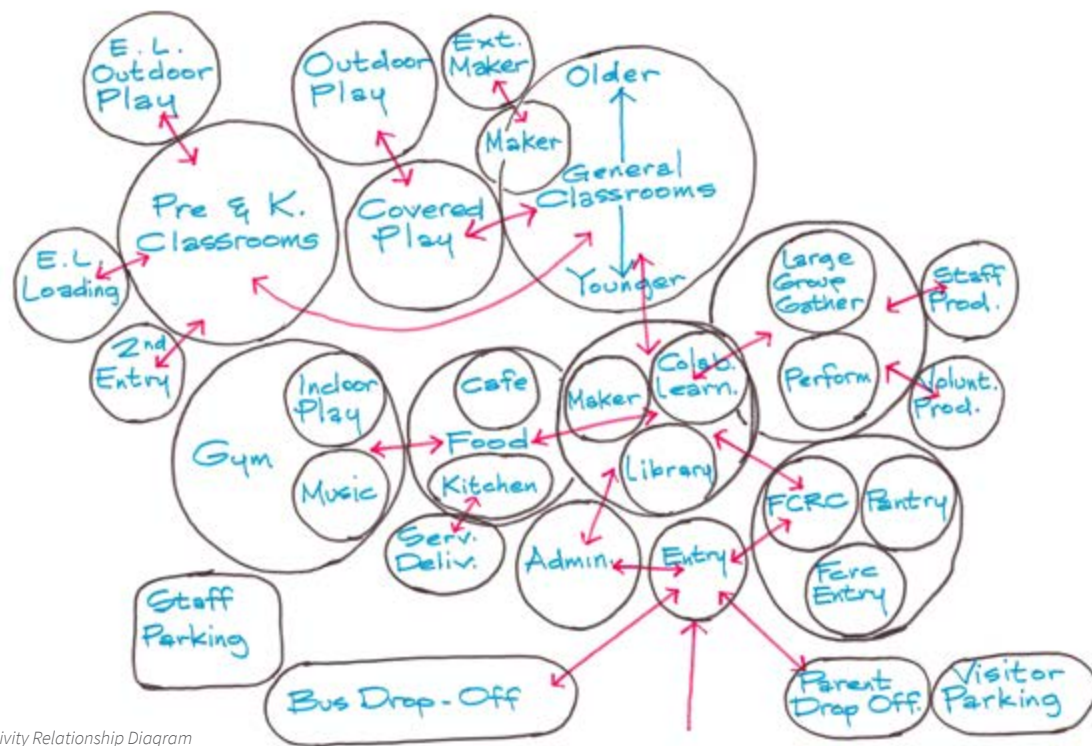 E. L.
Outdoor
Play
Outdoor
Play
Ext.
Maker
Older
Maker
General
Classrooms
Younger
Pre & K.
Classrooms
Covered
Play
E. L.
Loading
2nd
Entry
Large
Group
Gather
Staff
Prod.
Perform
Volunt.
Prod.
Indoor
Play
Gym
Music
Cafe
Food
Kitchen
Maker
Colab.
Learn.
Library
FCRC
Pantry
Fcrc
Entry
Serv.
Deliv.
Admin.
Entry
Staff
Parking
Bus Drop-Off
Parent
Drop Off.
Visitor
Parking
ivity Relationship Diagram